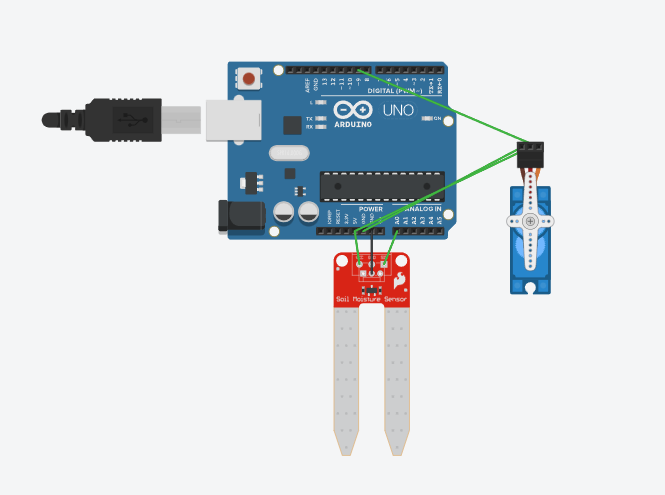 AREF
GND
13
12
~11
~10
~9
8
7
~6
~5
4
~3
2
TX→1
RX←0
DIGITAL (PWM~)
L
TX
RX
UNO
ARDUINO
ON
POWER
ANALOG IN
IOREF
RESET
3.3V
5V
GND
GND
A0
A1
A2
A3
A4
A5
Soil Moisture Sensor